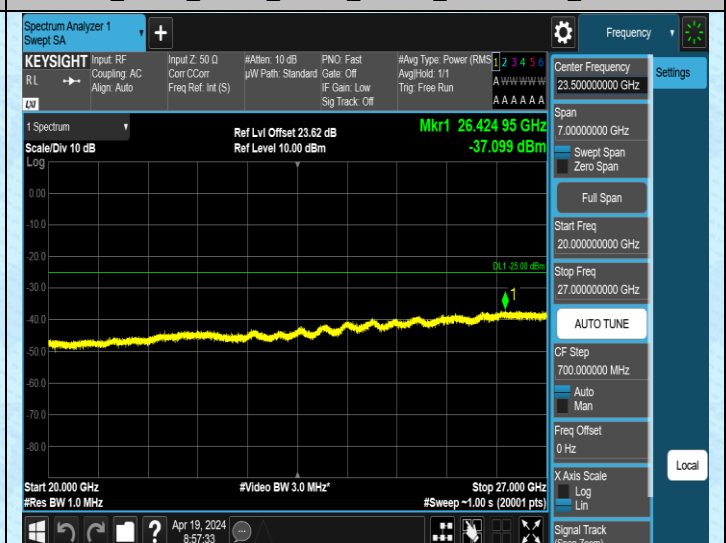 Spectrum Analyzer 1
Swept SA
+
Frequency
KEYSIGHT
RL
LXI
Input: RF
Coupling: AC
Align: Auto
Input Z: 50 Ω
Corr CCorr
Freq Ref: Int (S)
#Atten: 10 dB
µW Path: Standard
PNO: Fast
Gate: Off
IF Gain: Low
Sig Track: Off
#Avg Type: Power (RMS
Avg|Hold: 1/1
Trig: Free Run
1 2 3 4 5 6
A W W W W W
A A A A A A
1 Spectrum
Scale/Div 10 dB
Log
Ref Lvl Offset 23.62 dB
Ref Level 10.00 dBm
Mkr1 26.424 95 GHz
-37.099 dBm
0.00
-10.0
-20.0
DL1 -25.00 dBm
-30.0
1
-40.0
-50.0
-60.0
-70.0
-80.0
Start 20.000 GHz
#Res BW 1.0 MHz
#Video BW 3.0 MHz*
Stop 27.000 GHz
#Sweep ~1.00 s (20001 pts)
?
Apr 19, 2024
8:57:33
Center Frequency
23.500000000 GHz
Settings
Span
7.00000000 GHz
Swept Span
Zero Span
Full Span
Start Freq
20.000000000 GHz
Stop Freq
27.000000000 GHz
AUTO TUNE
CF Step
700.000000 MHz
Auto
Man
Freq Offset
0 Hz
X Axis Scale
Log
Lin
Local
Signal Track
(Span Zoom)